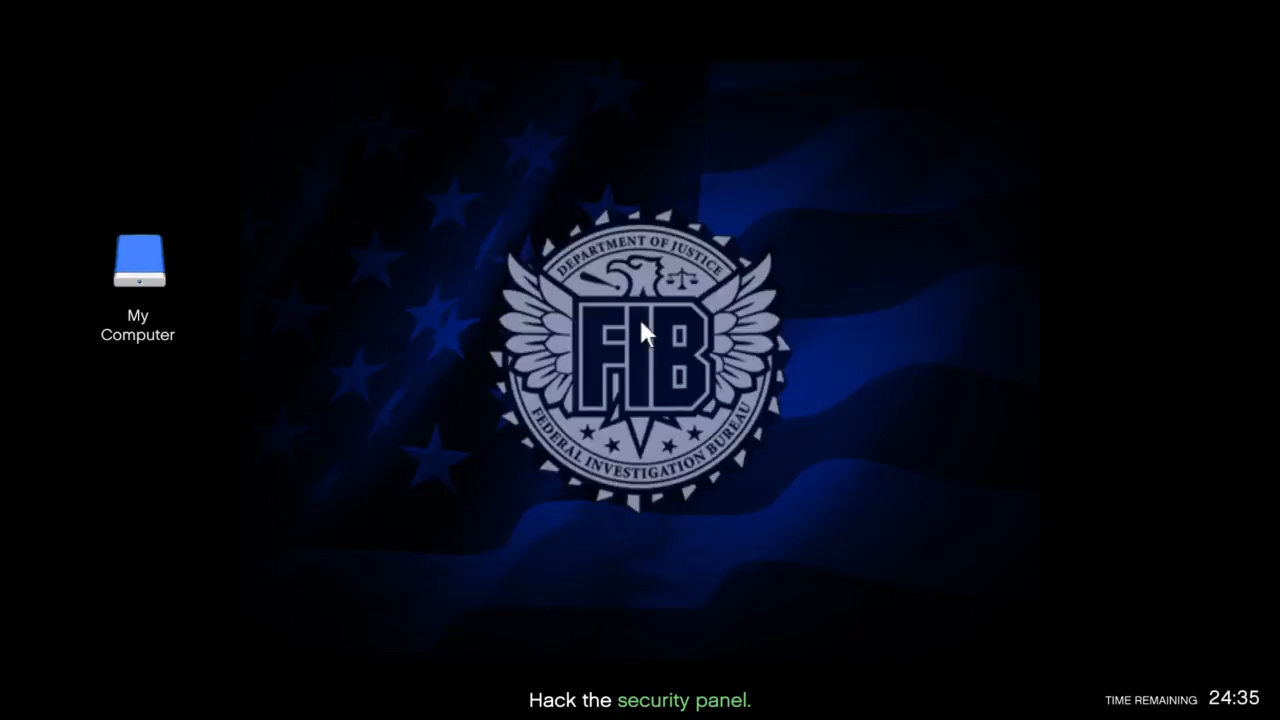 DEPARTMENT OF JUSTICE
My
Computer
FIB
FEDERAL INVESTIGATION BUREAU
Hack the security panel.
TIME REMAINING 24:35